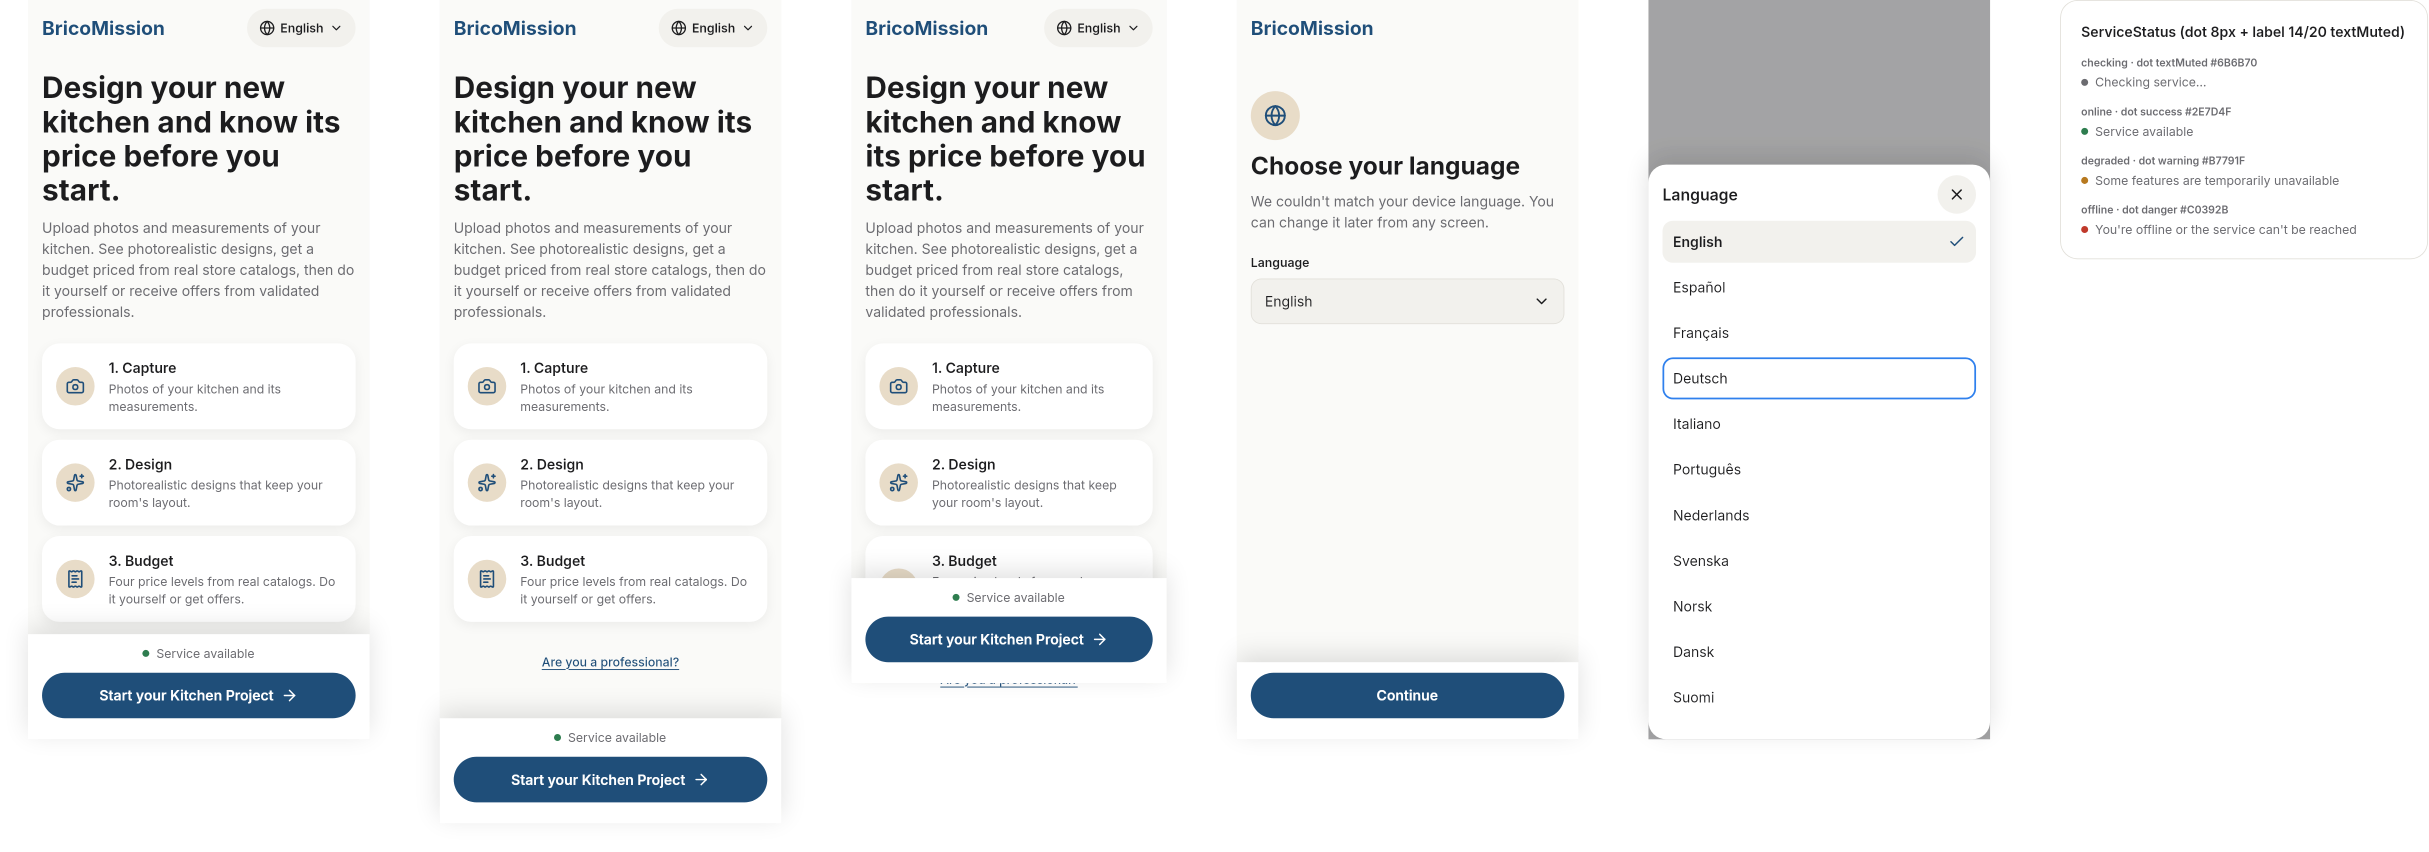 BricoMission
English
Design your new
kitchen and know its
price before you
start.
Upload photos and measurements of your
kitchen. See photorealistic designs, get a
budget priced from real store catalogs, then do
it yourself or receive offers from validated
professionals.
1. Capture
Photos of your kitchen and its
measurements.
2. Design
Photorealistic designs that keep your
room's layout.
3. Budget
Four price levels from real catalogs. Do
it yourself or get offers.
Service available
Start your Kitchen Project
BricoMission
English
Design your new
kitchen and know its
price before you
start.
Upload photos and measurements of your
kitchen. See photorealistic designs, get a
budget priced from real store catalogs, then do
it yourself or receive offers from validated
professionals.
1. Capture
Photos of your kitchen and its
measurements.
2. Design
Photorealistic designs that keep your
room's layout.
3. Budget
Four price levels from real catalogs. Do
it yourself or get offers.
Are you a professional?
Service available
Start your Kitchen Project
BricoMission
English
Design your new
kitchen and know
its price before you
start.
Upload photos and measurements of your
kitchen. See photorealistic designs, get a
budget priced from real store catalogs,
then do it yourself or receive offers from
validated professionals.
1. Capture
Photos of your kitchen and its
measurements.
2. Design
Photorealistic designs that keep
your room's layout.
3. Budget
Service available
Start your Kitchen Project
BricoMission
Choose your language
We couldn't match your device language. You
can change it later from any screen.
Language
English
Continue
Language
English
Español
Français
Deutsch
Italiano
Português
Nederlands
Svenska
Norsk
Dansk
Suomi
ServiceStatus (dot 8px + label 14/20 textMuted)
checking · dot textMuted #6B6B70
Checking service...
online · dot success #2E7D4F
Service available
degraded · dot warning #B7791F
Some features are temporarily unavailable
offline · dot danger #C0392B
You're offline or the service can't be reached